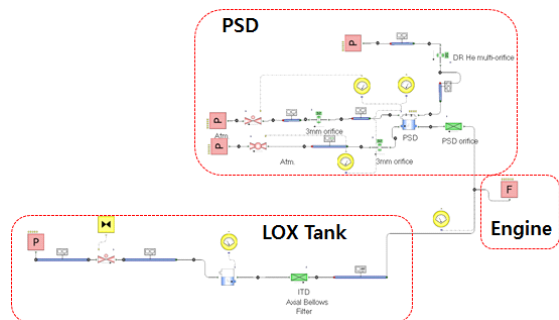 PSD
P
DR He multi-orifice
P
Atm.
3mm orifice
PSD
PSD orifice
P
Atm.
3mm orifice
F
Engine
LOX Tank
P
ITD
Axial Bellows
Filter